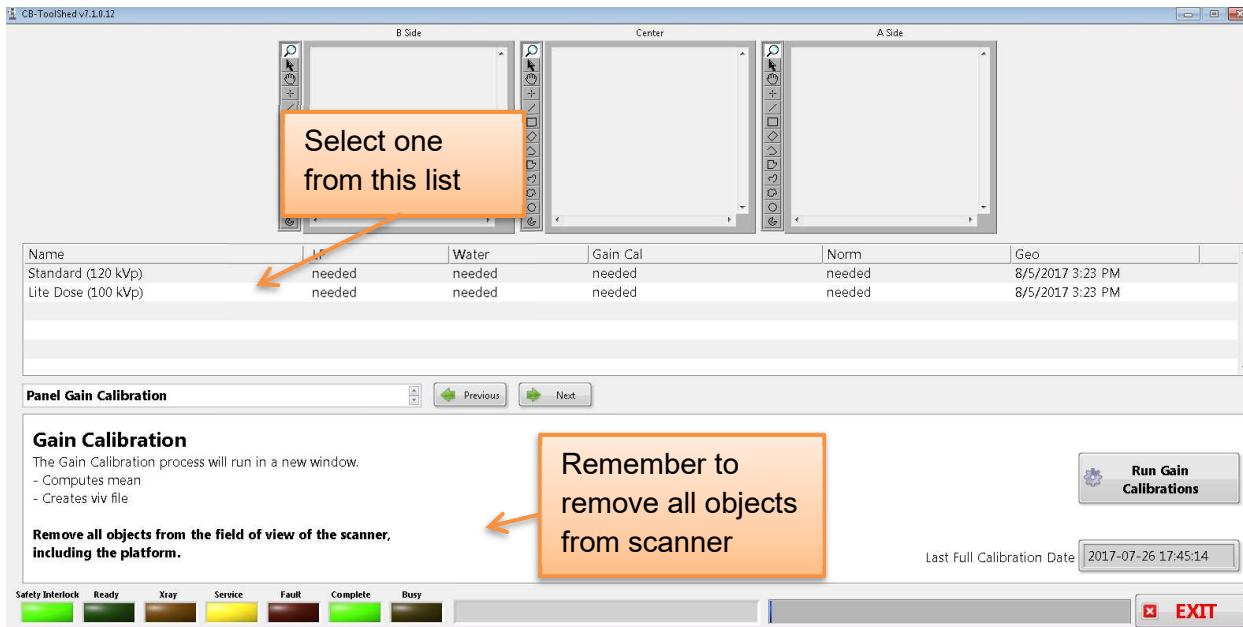 CB-ToolShed v7.1.0.12
B Side
Center
A Side
Select one
from this list
Name LP Water Gain Cal Norm Geo
Standard (120 kVp) needed needed needed needed 8/5/2017 3:23 PM
Lite Dose (100 kVp) needed needed needed needed 8/5/2017 3:23 PM
Panel Gain Calibration
Previous
Next
Gain Calibration
The Gain Calibration process will run in a new window.
- Computes mean
- Creates viv file
Remove all objects from the field of view of the scanner,
including the platform.
Remember to
remove all objects
from scanner
Run Gain
Calibrations
Last Full Calibration Date 2017-07-26 17:45:14
Safety Interlock Ready Xray Service Fault Complete Busy
EXIT